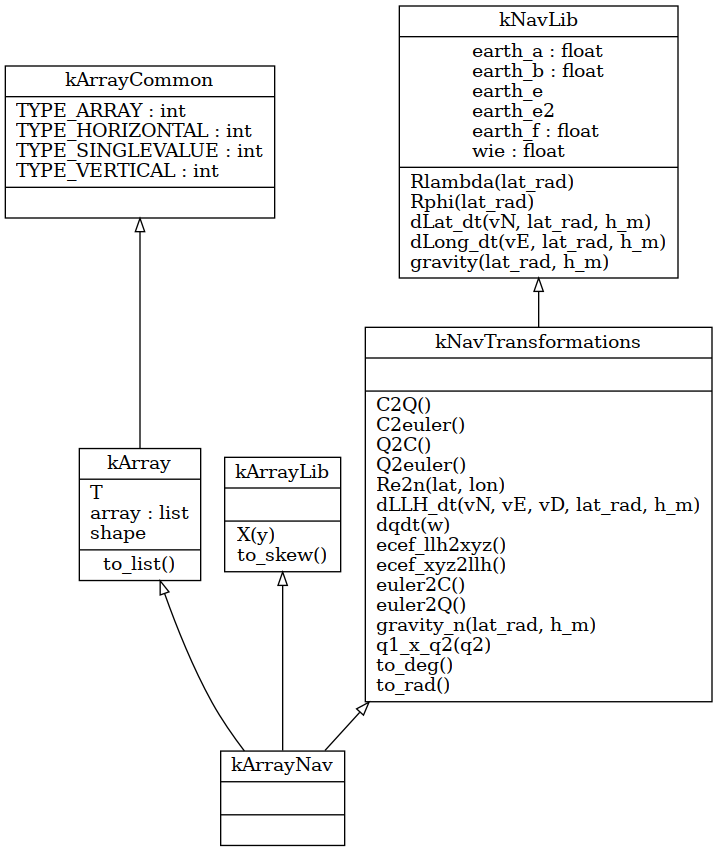 kNavLib
earth_a : float
earth_b : float
earth_e
earth_e2
earth_f : float
wie : float
Rlambda(lat_rad)
Rphi(lat_rad)
dLat_dt(vN, lat_rad, h_m)
dLong_dt(vE, lat_rad, h_m)
gravity(lat_rad, h_m)
kArrayCommon
TYPE_ARRAY : int
TYPE_HORIZONTAL : int
TYPE_SINGLEVALUE : int
TYPE_VERTICAL : int
kNavTransformations
C2Q()
C2euler()
Q2C()
Q2euler()
Re2n(lat, lon)
dLLH_dt(vN, vE, vD, lat_rad, h_m)
dqdt(w)
ecef_llh2xyz()
ecef_xyz2llh()
euler2C()
euler2Q()
gravity_n(lat_rad, h_m)
q1_x_q2(q2)
to_deg()
to_rad()
kArray
T
array : list
shape
to_list()
kArrayLib
X(y)
to_skew()
kArrayNav